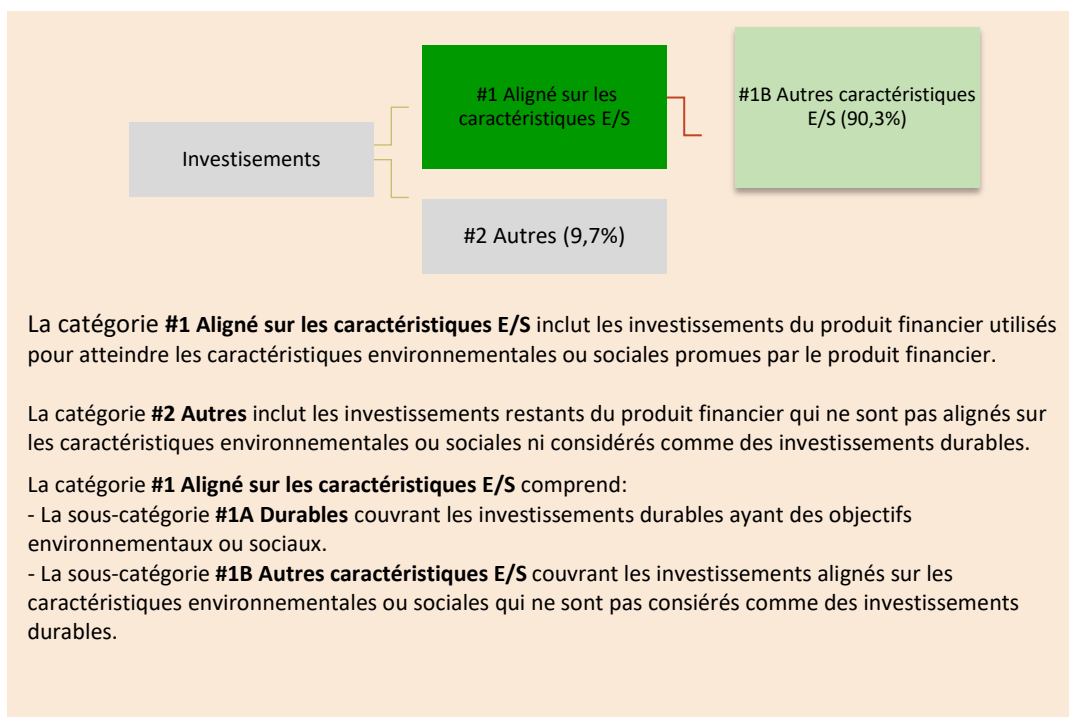 #1 Aligné sur les
caractéristiques E/S
#1B Autres caractéristiques
E/S (90,3%)
Investisements
#2 Autres (9,7%)
La catégorie #1 Aligné sur les caractéristiques E/S inclut les investissements du produit financier utilisés
pour atteindre les caractéristiques environnementales ou sociales promues par le produit financier.
La catégorie #2 Autres inclut les investissements restants du produit financier qui ne sont pas alignés sur
les caractéristiques environnementales ou sociales ni considérés comme des investissements durables.
La catégorie #1 Aligné sur les caractéristiques E/S comprend:
- La sous-catégorie #1A Durables couvrant les investissements durables ayant des objectifs
environnementaux ou sociaux.
- La sous-catégorie #1B Autres caractéristiques E/S couvrant les investissements alignés sur les
caractéristiques environnementales ou sociales qui ne sont pas consiérés comme des investissements
durables.